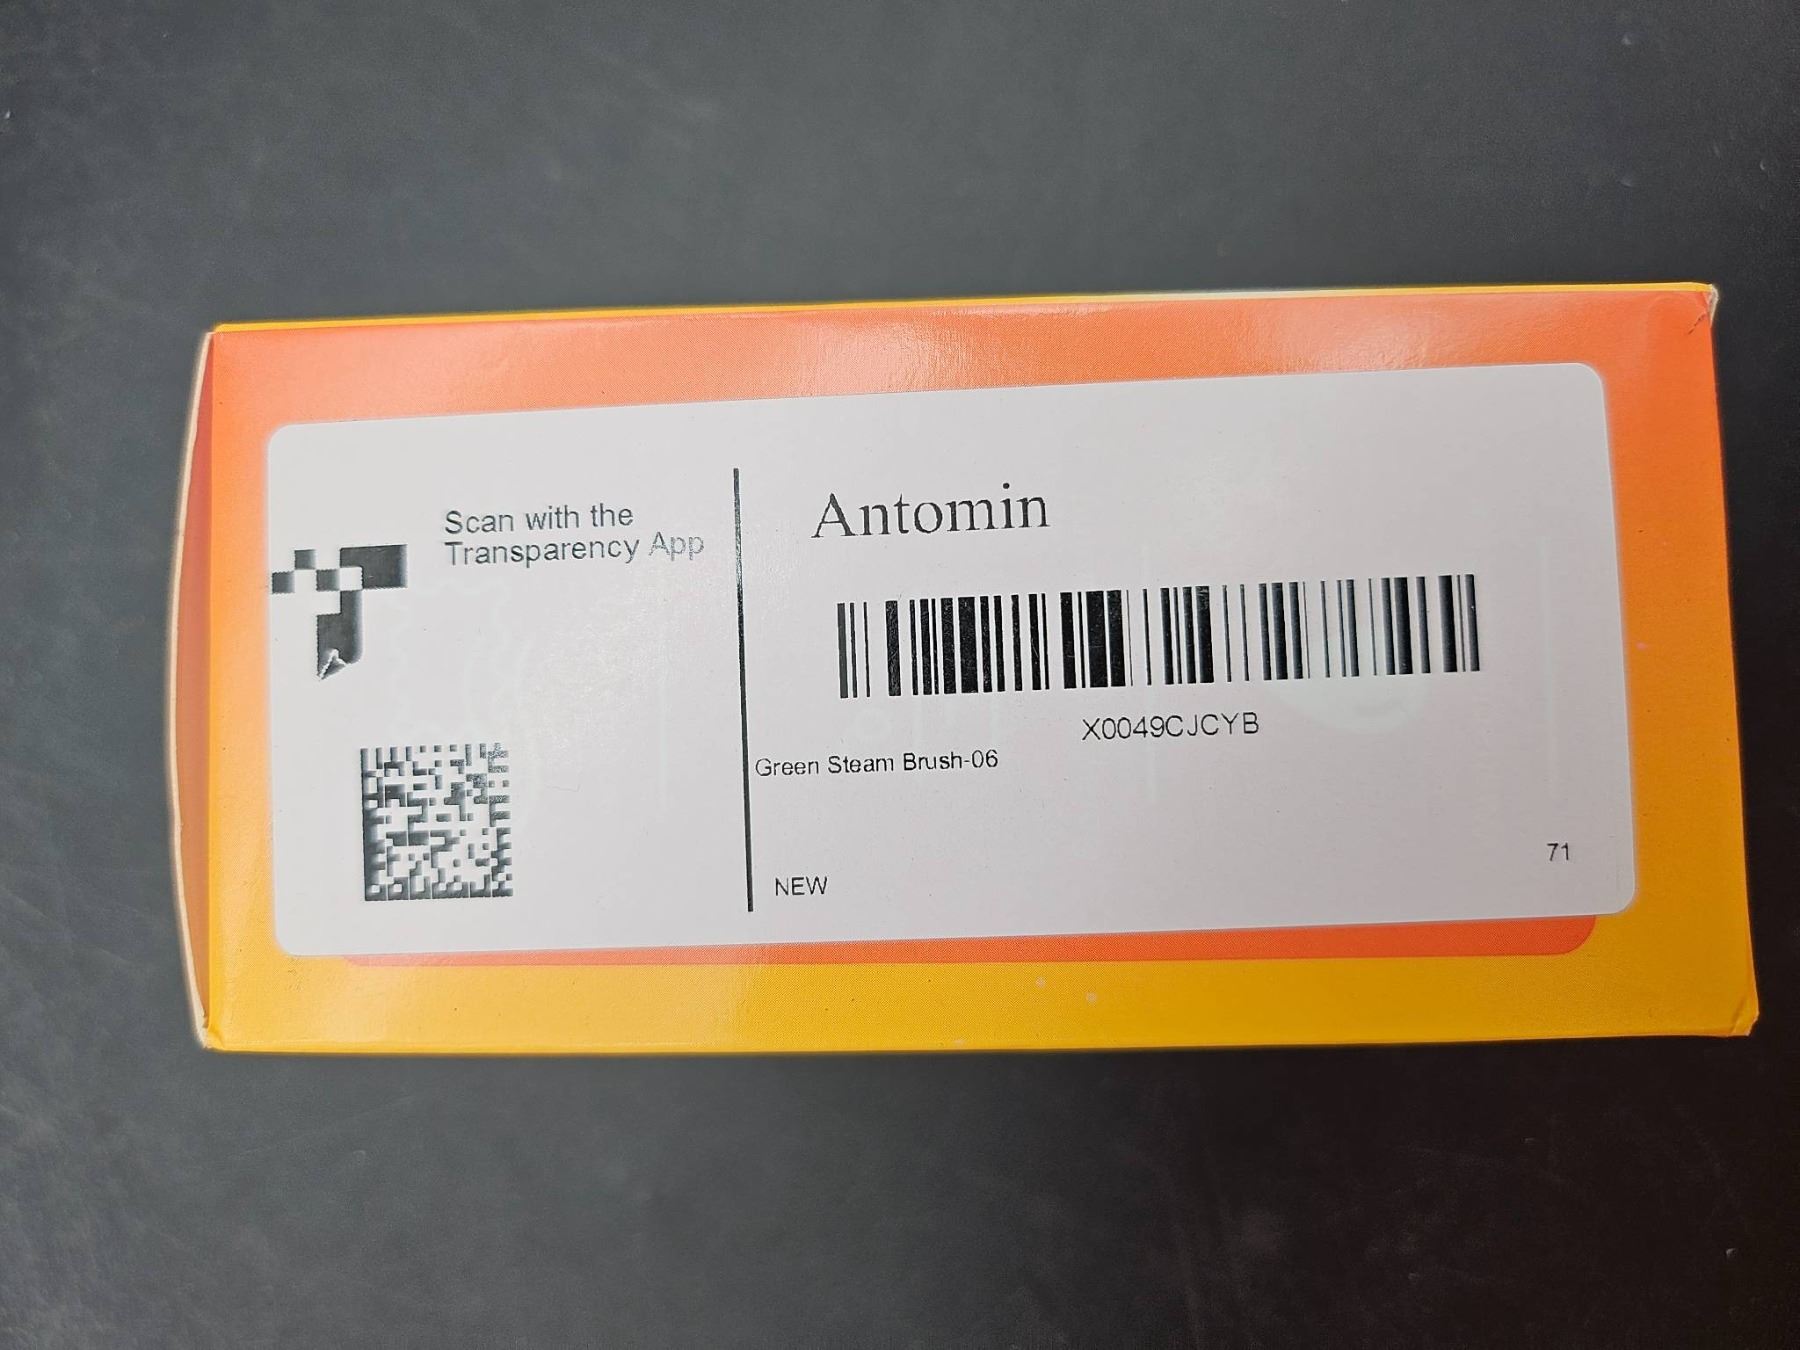 Scan with the
Transparency App
Antomin
X0049CJCYB
Green Steam Brush-06
NEW
71